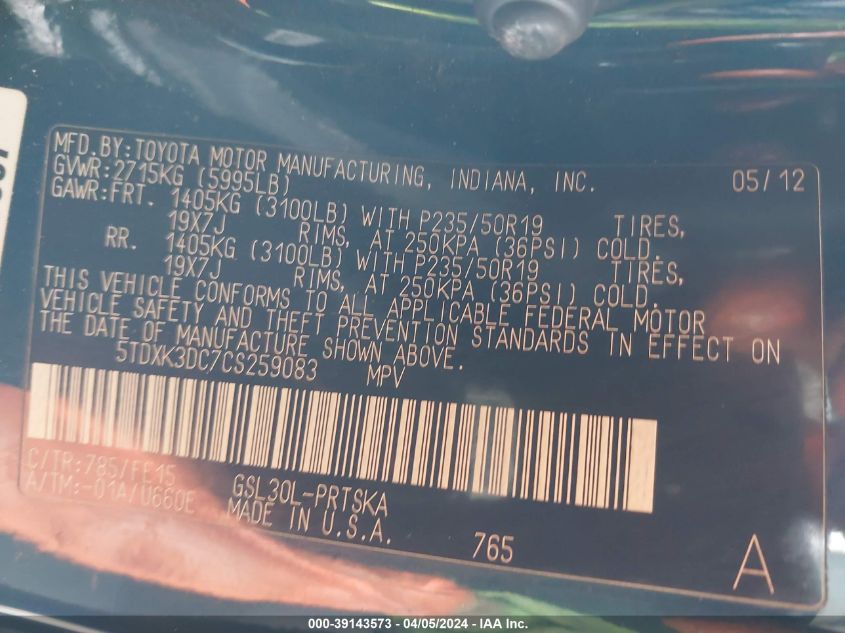 MFD.BY:TOYOTA MOTOR MANUFACTURING, INDIANA, INC. 05/12
GVWR:2715KG (5995LB)
GAWR:FRT. 1405KG (3100LB) WITH P235/50R19 TIRES,
19X7J RIMS, AT 250KPA (36PSI) COLD.
RR. 1405KG (3100LB) WITH P235/50R19 TIRES,
19X7J RIMS, AT 250KPA (36PSI) COLD.
THIS VEHICLE CONFORMS TO ALL APPLICABLE FEDERAL MOTOR
VEHICLE SAFETY AND THEFT PREVENTION STANDARDS IN EFFECT ON
THE DATE OF MANUFACTURE SHOWN ABOVE.
5TDXK3DC7CS259083 MPV
C/TR:785/FE15
A/TM:-01A/U660E
GSL30L-PRTSKA
MADE IN U.S.A.
765
A
000-39143573 - 04/05/2024 - IAA Inc.